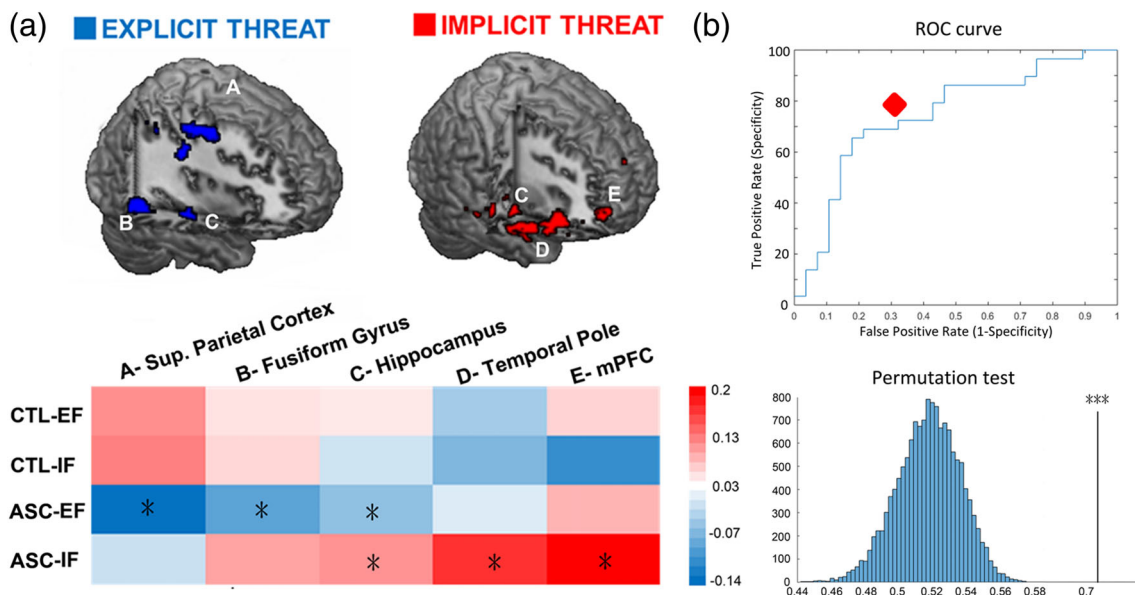 (a)
EXPLICIT THREAT
IMPLICIT THREAT
A
B
C
C
D
E
A- Sup. Parietal Cortex
B- Fusiform Gyrus
C- Hippocampus
D- Temporal Pole
E- mPFC
CTL-EF
CTL-IF
ASC-EF
* * *
ASC-IF
* * *
0.2
0.13
0.03
-0.07
-0.14
(b)
ROC curve
True Positive Rate (Specificity)
100
80
60
40
20
0
0 0.1 0.2 0.3 0.4 0.5 0.6 0.7 0.8 0.9 1
False Positive Rate (1-Specificity)
Permutation test
***
800
700
600
500
400
300
200
100
0
0.44 0.46 0.48 0.5 0.52 0.54 0.56 0.58 0.7